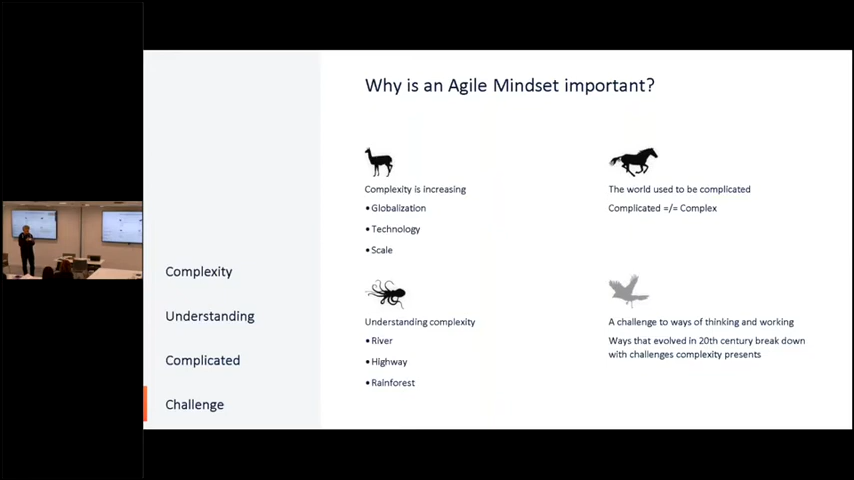 Why is an Agile Mindset important?
Complexity is increasing
• Globalization
• Technology
• Scale
The world used to be complicated
Complicated =/= Complex
Understanding complexity
• River
• Highway
• Rainforest
A challenge to ways of thinking and working
Ways that evolved in 20th century break down
with challenges complexity presents
Complexity
Understanding
Complicated
Challenge